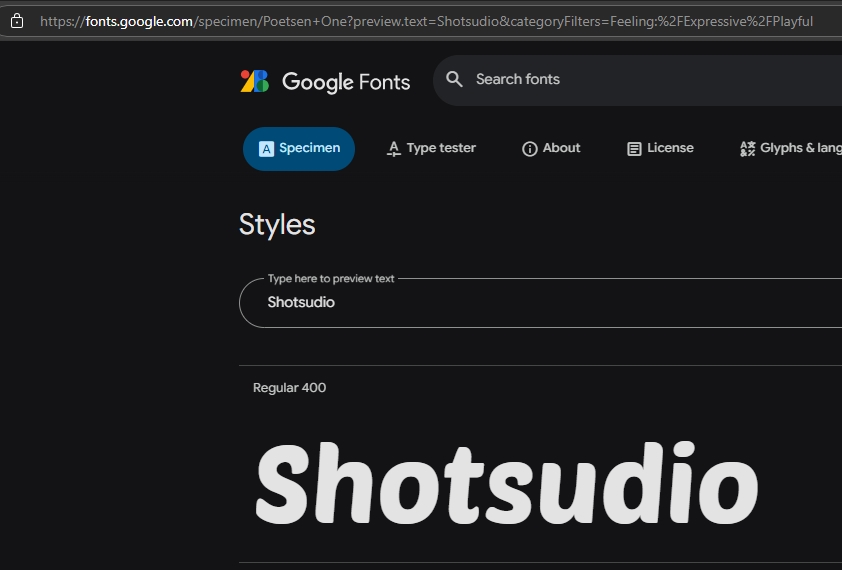 https://fonts.google.com/specimen/Poetsen+One?preview.text=Shotsudio&categoryFilters=Feeling:%2FExpressive%2FPlayful
Google Fonts
Search fonts
Specimen
Type tester
About
License
Glyphs & lang
Styles
Type here to preview text
Shotsudio
Regular 400
Shotsudio